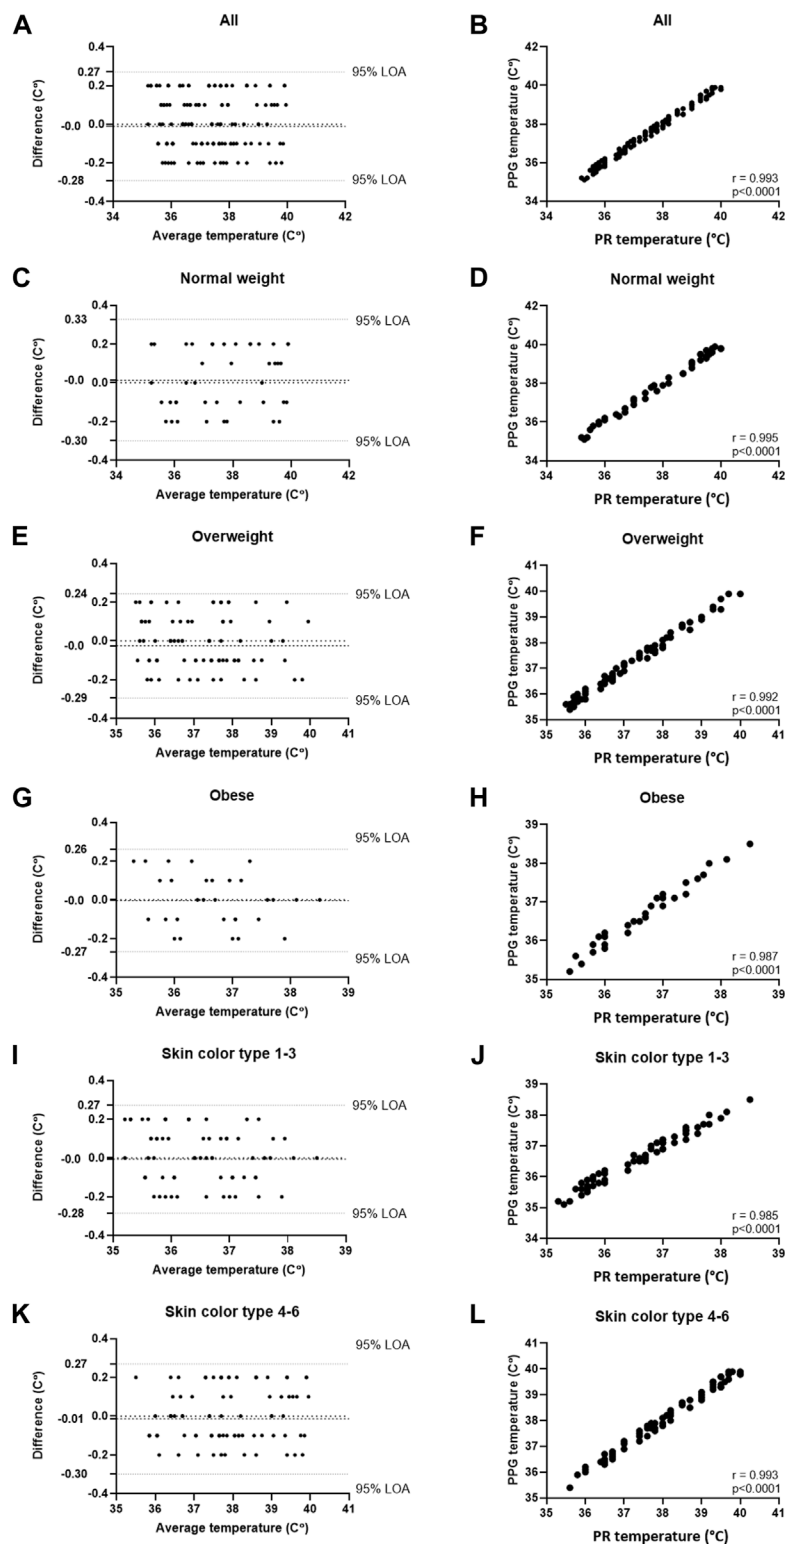 A
All
0.4
0.27
95% LOA
0.2
0.0
-0.0
-0.2
-0.28
95% LOA
-0.4
34 36 38 40 42
Difference (C°)
Average temperature (C°)
B
All
42
40
38
36
34
34 36 38 40 42
PPG temperature (C°)
PR temperature (°C)
r = 0.993
p<0.0001
C
Normal weight
0.4
0.33
95% LOA
0.2
-0.0
0.0
-0.2
-0.30
95% LOA
-0.4
34 36 38 40 42
Difference (C°)
Average temperature (C°)
D
Normal weight
42
40
38
36
34
34 36 38 40 42
PPG temperature (C°)
PR temperature (°C)
r = 0.995
p<0.0001
E
Overweight
0.4
0.24
95% LOA
0.2
0.0
-0.0
-0.2
-0.29
95% LOA
-0.4
35 36 37 38 39 40 41
Difference (C°)
Average temperature (C°)
F
Overweight
41
40
39
38
37
36
35
35 36 37 38 39 40 41
PPG temperature (C°)
PR temperature (°C)
r = 0.992
p<0.0001
G
Obese
0.4
0.26
95% LOA
0.2
-0.0
0.0
-0.2
-0.27
95% LOA
-0.4
35 36 37 38 39
Difference (C°)
Average temperature (C°)
H
Obese
39
38
37
36
35
35 36 37 38 39
PPG temperature (C°)
PR temperature (°C)
r = 0.987
p<0.0001
I
Skin color type 1-3
0.4
0.27
95% LOA
0.2
-0.0
0.0
-0.2
-0.28
95% LOA
-0.4
35 36 37 38 39
Difference (C°)
Average temperature (C°)
J
Skin color type 1-3
39
38
37
36
35
34
35 36 37 38 39
PPG temperature (C°)
PR temperature (°C)
r = 0.985
p<0.0001
K
Skin color type 4-6
0.4
95% LOA
0.27
0.2
0.0
-0.01
-0.2
-0.30
95% LOA
-0.4
35 36 37 38 39 40 41
Difference (C°)
Average temperature (C°)
L
Skin color type 4-6
41
40
39
38
37
36
35
35 36 37 38 39 40 41
PPG temperature (C°)
PR temperature (°C)
r = 0.993
p<0.0001